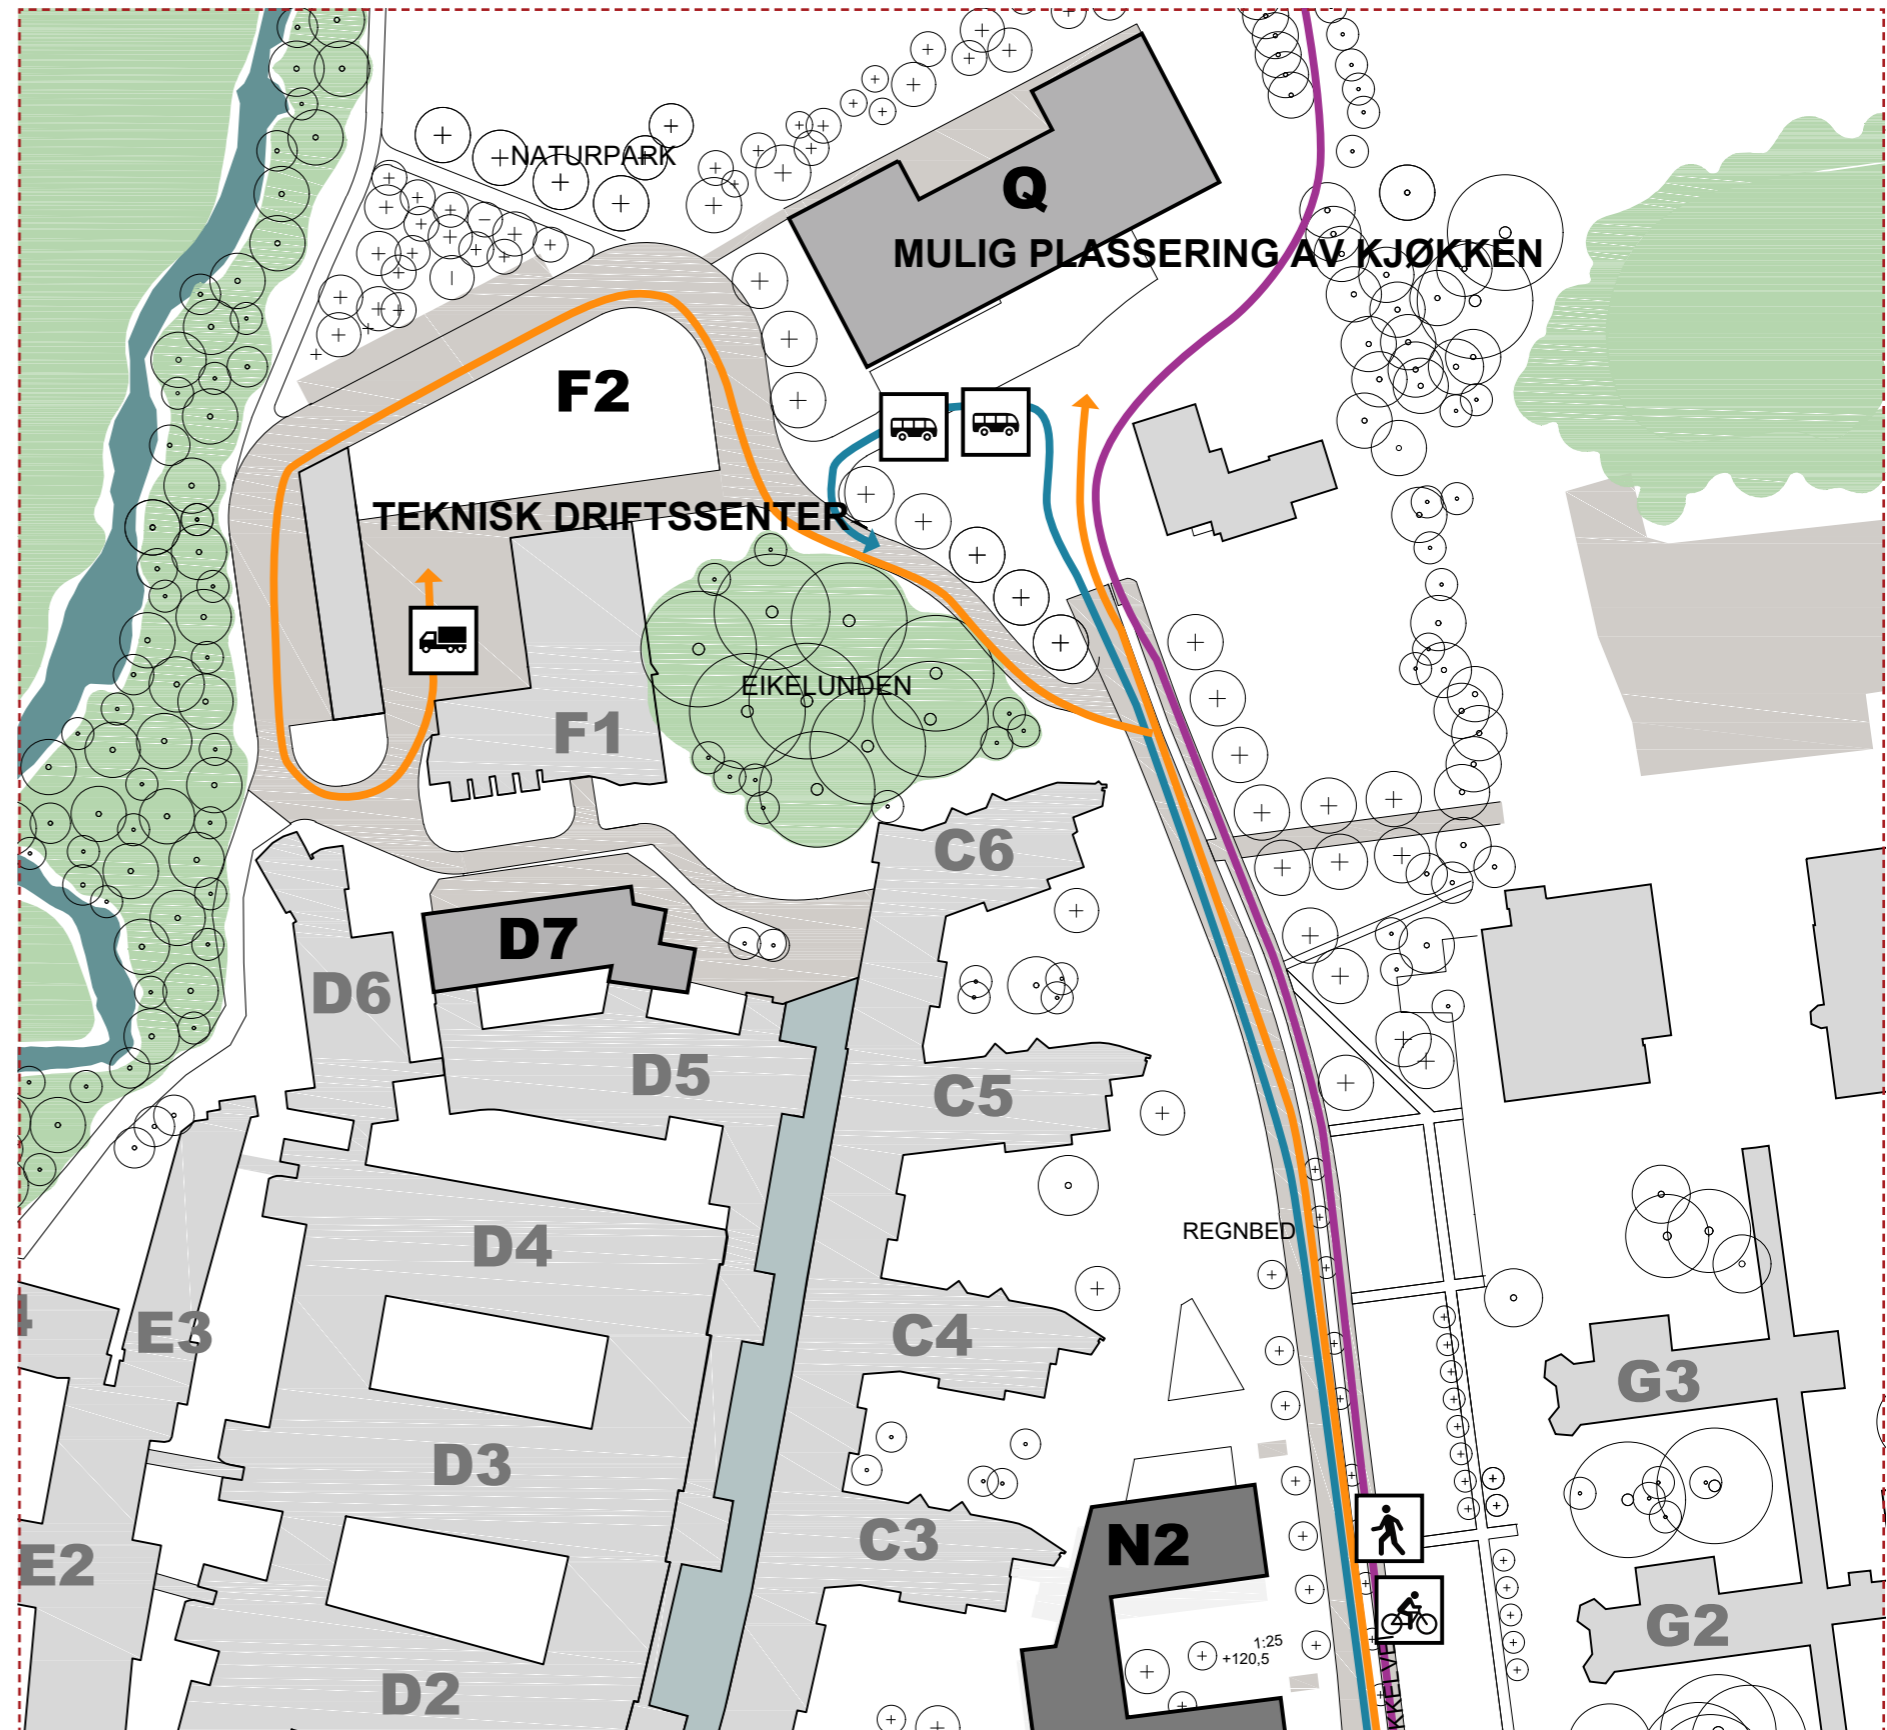 NATURPARK
Q
MULIG PLASSERING AV KJØKKEN
F2
TEKNISK DRIFTSSENTER
EIKELUNDEN
F1
C6
D7
D6
D5
C5
REGNBED
D4
E3
C4
G3
D3
C3
N2
E2
G2
1:25
+120,5
D2